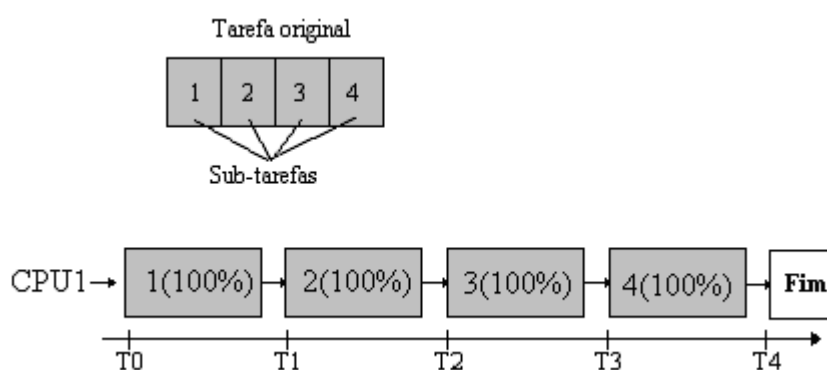 Tarefa original
1 2 3 4
Sub-tarefas
CPU1 1(100%) 2(100%) 3(100%) 4(100%) Fim
T0 T1 T2 T3 T4